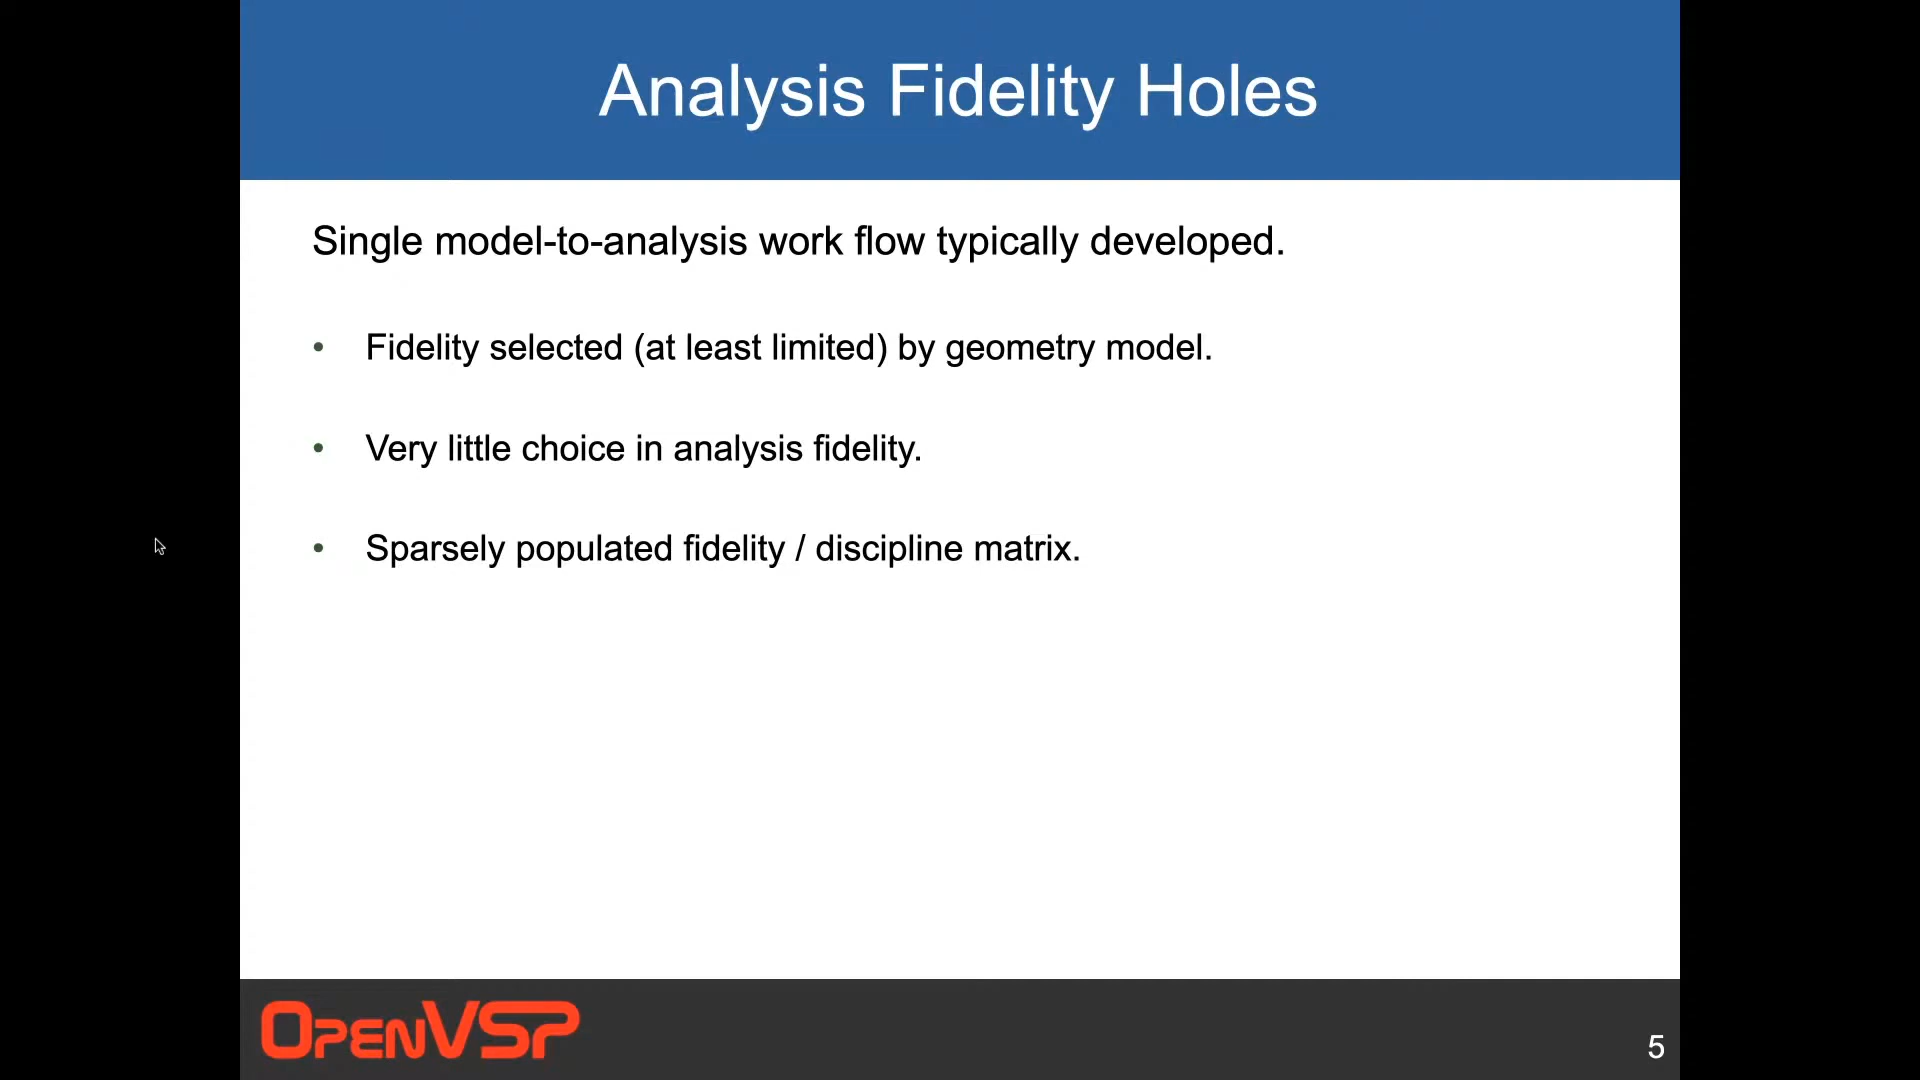 Analysis Fidelity Holes
Single model-to-analysis work flow typically developed.
• Fidelity selected (at least limited) by geometry model.
• Very little choice in analysis fidelity.
• Sparsely populated fidelity / discipline matrix.
OpenVSP
5